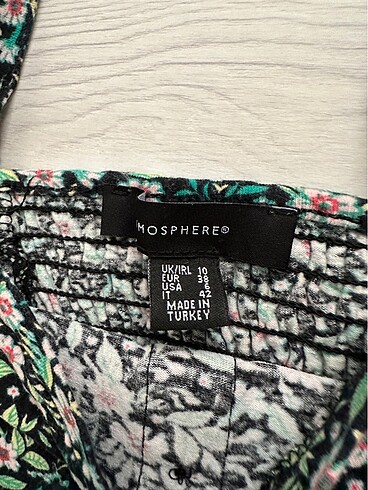 MOSPHERE©
UK/IRL 10
EUR 38
USA 6
IT 42
MADE IN
TURKEY